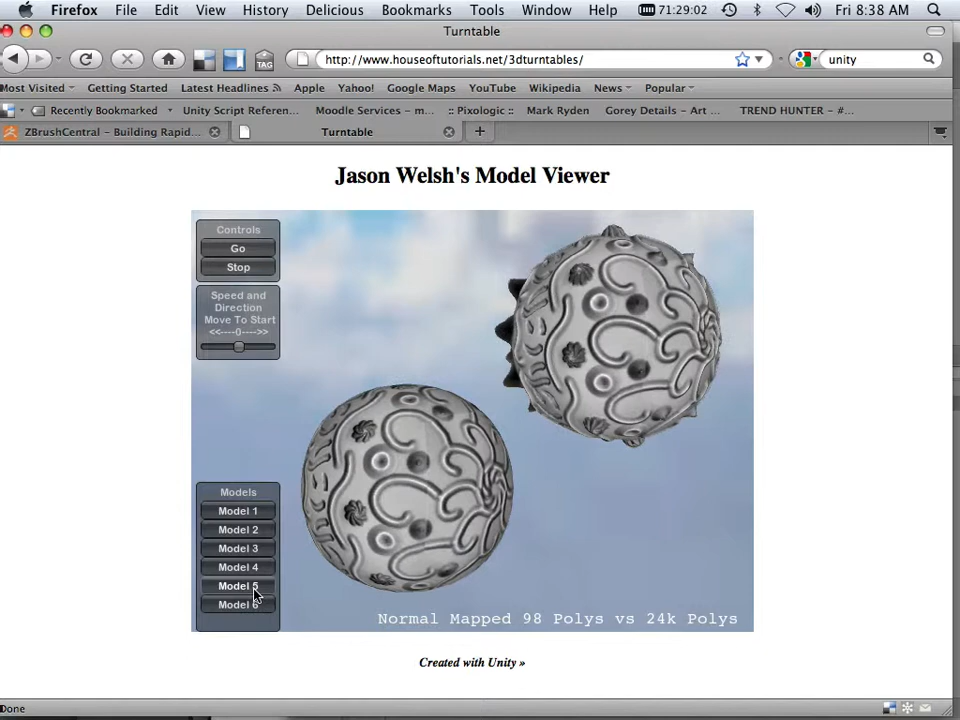 Firefox File Edit View History Delicious Bookmarks Tools Window Help 71:29:02 Fri 8:38 AM
Turntable
TAG http://www.houseoftutorials.net/3dturntables/ unity
Most Visited Getting Started Latest Headlines Apple Yahoo! Google Maps YouTube Wikipedia News Popular
Recently Bookmarked Unity Script Referen... Moodle Services - m... :: Pixologic :: Mark Ryden Gorey Details - Art ... TREND HUNTER - #...
ZBrushCentral - Building Rapid... Turntable
Jason Welsh's Model Viewer
Controls
Go
Stop
Speed and
Direction
Move To Start
<<----0---->>
Models
Model 1
Model 2
Model 3
Model 4
Model 5
Model 6
Normal Mapped 98 Polys vs 24k Polys
Created with Unity »
Done